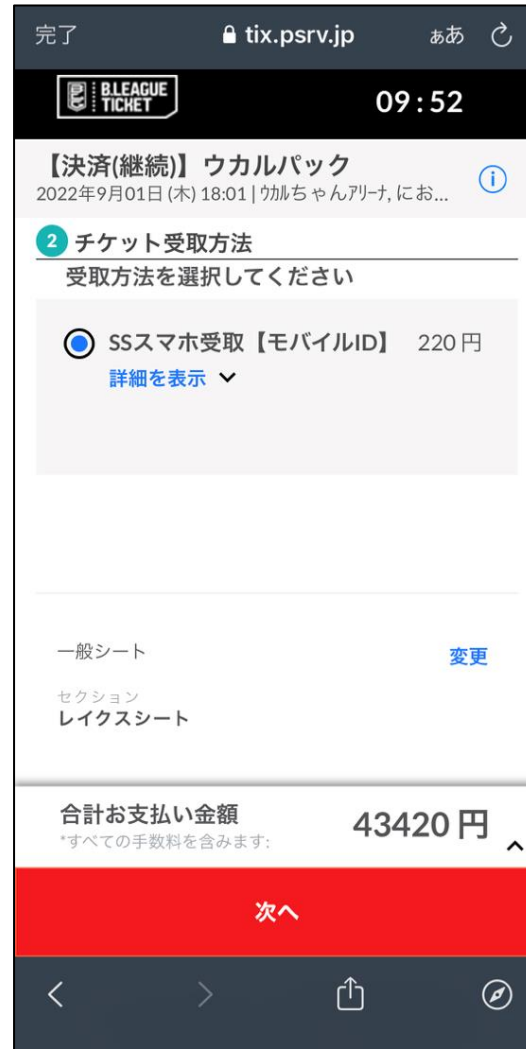 完了
tix.psrv.jp
ぁあ
B.LEAGUE
TICKET
09:52
【決済(継続)】ウカルパック
2022年9月01日(木) 18:01 | ウカルちゃんアリーナ, にお...
2 チケット受取方法
受取方法を選択してください
SSスマホ受取【モバイルID】 220円
詳細を表示
一般シート
変更
セクション
レイクスシート
合計お支払い金額
*すべての手数料を含みます:
43420 円
次へ